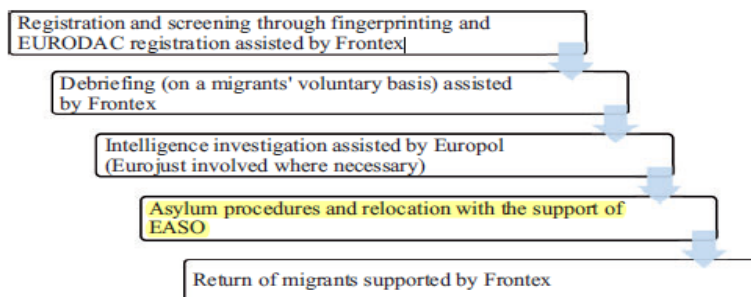 Registration and screening through fingerprinting and
EURODAC registration assisted by Frontex
Debriefing (on a migrants' voluntary basis) assisted
by Frontex
Intelligence investigation assisted by Europol
(Eurojust involved where necessary)
Asylum procedures and relocation with the support of
EASO
Return of migrants supported by Frontex